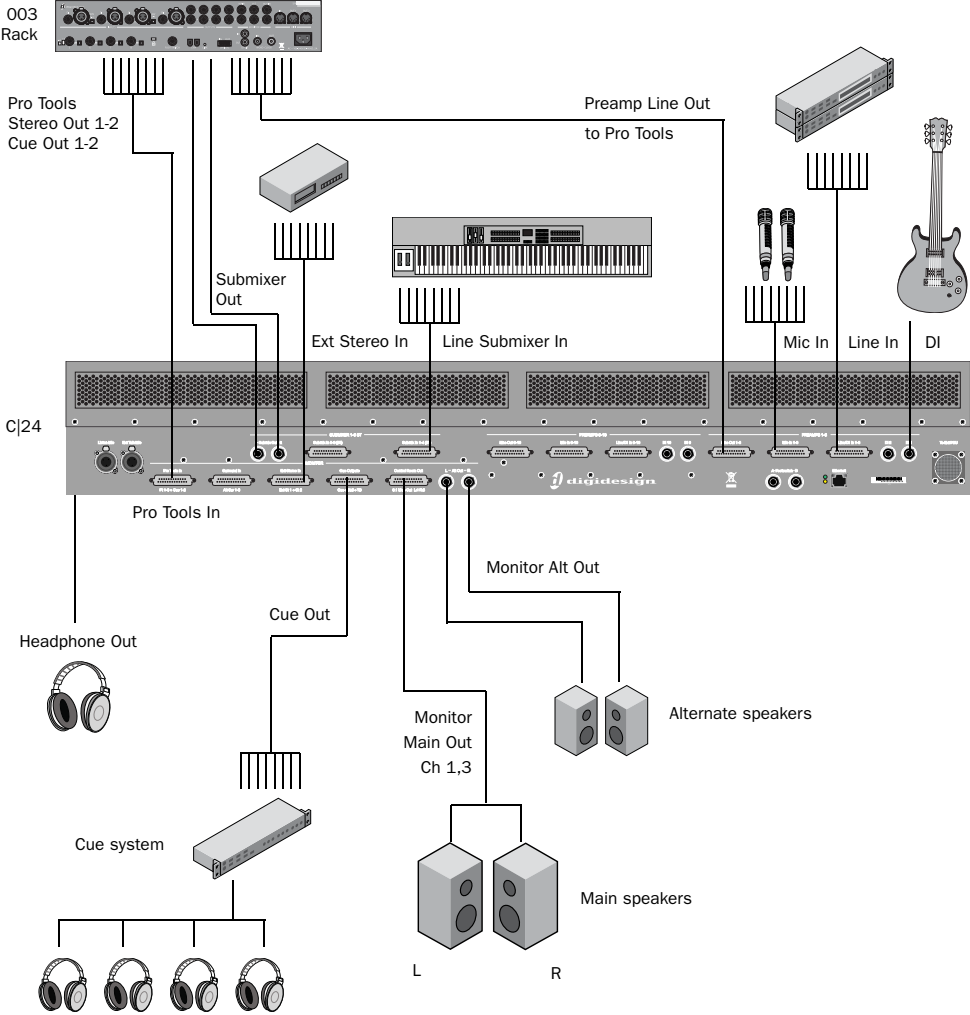 003
Rack
Pro Tools
Stereo Out 1-2
Cue Out 1-2
Preamp Line Out
to Pro Tools
Submixer
Out
Ext Stereo In
Line Submixer In
Mic In
Line In
DI
C|24
digidesign
Pro Tools In
Monitor Alt Out
Cue Out
Headphone Out
Alternate speakers
Monitor
Main Out
Ch 1,3
Cue system
Main speakers
L
R